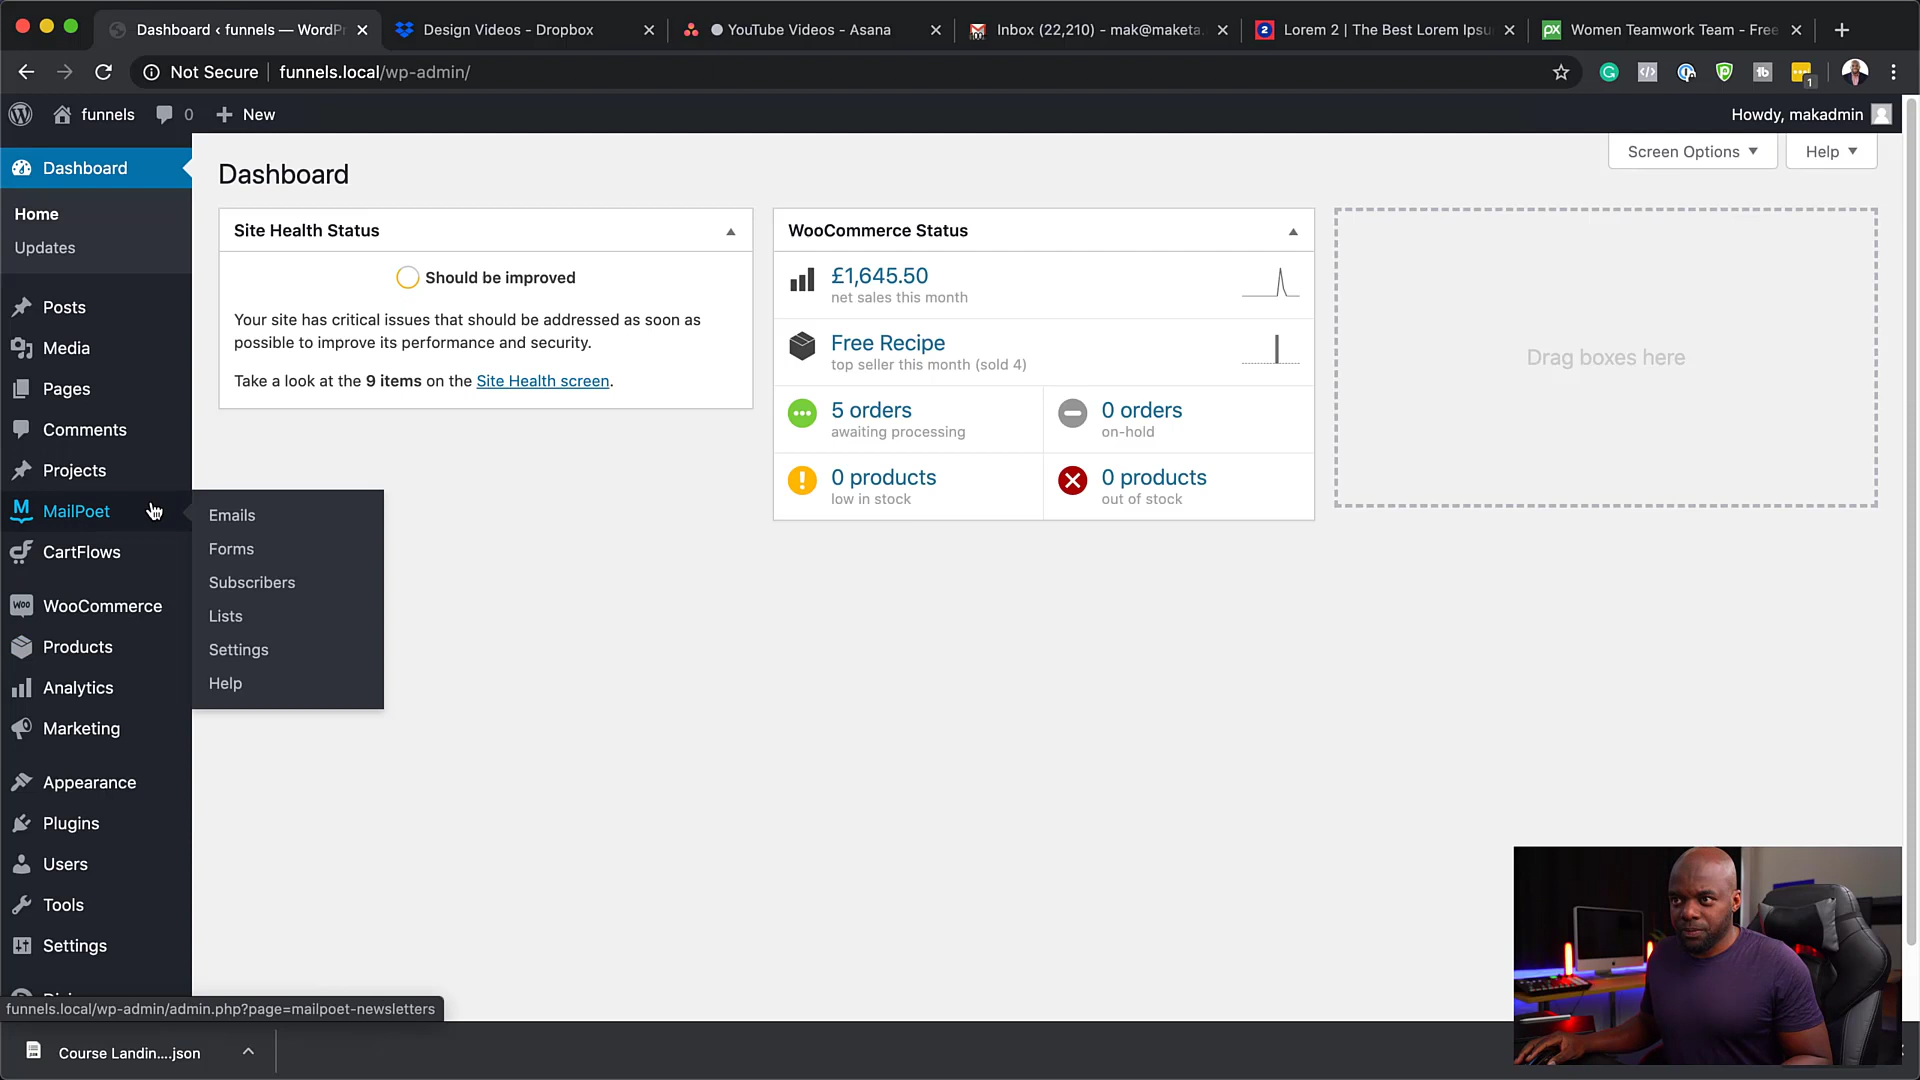 Dashboard ‹ funnels — WordPr
Design Videos - Dropbox
YouTube Videos - Asana
Inbox (22,210) - mak@maketa.
2
Lorem 2 | The Best Lorem Ipsu
PX
Women Teamwork Team - Free
Not Secure
funnels.local/wp-admin/
1
funnels
0
New
Howdy, makadmin
Screen Options
Help
Dashboard
Home
Updates
Posts
Media
Pages
Comments
Projects
MailPoet
CartFlows
WooCommerce
Products
Analytics
Marketing
Appearance
Plugins
Users
Tools
Settings
Emails
Forms
Subscribers
Lists
Settings
Help
Dashboard
Site Health Status
Should be improved
Your site has critical issues that should be addressed as soon as
possible to improve its performance and security.
Take a look at the 9 items on the Site Health screen.
WooCommerce Status
£1,645.50
net sales this month
Free Recipe
top seller this month (sold 4)
5 orders
awaiting processing
0 orders
on-hold
0 products
low in stock
0 products
out of stock
Drag boxes here
funnels.local/wp-admin/admin.php?page=mailpoet-newsletters
Course Landin....json